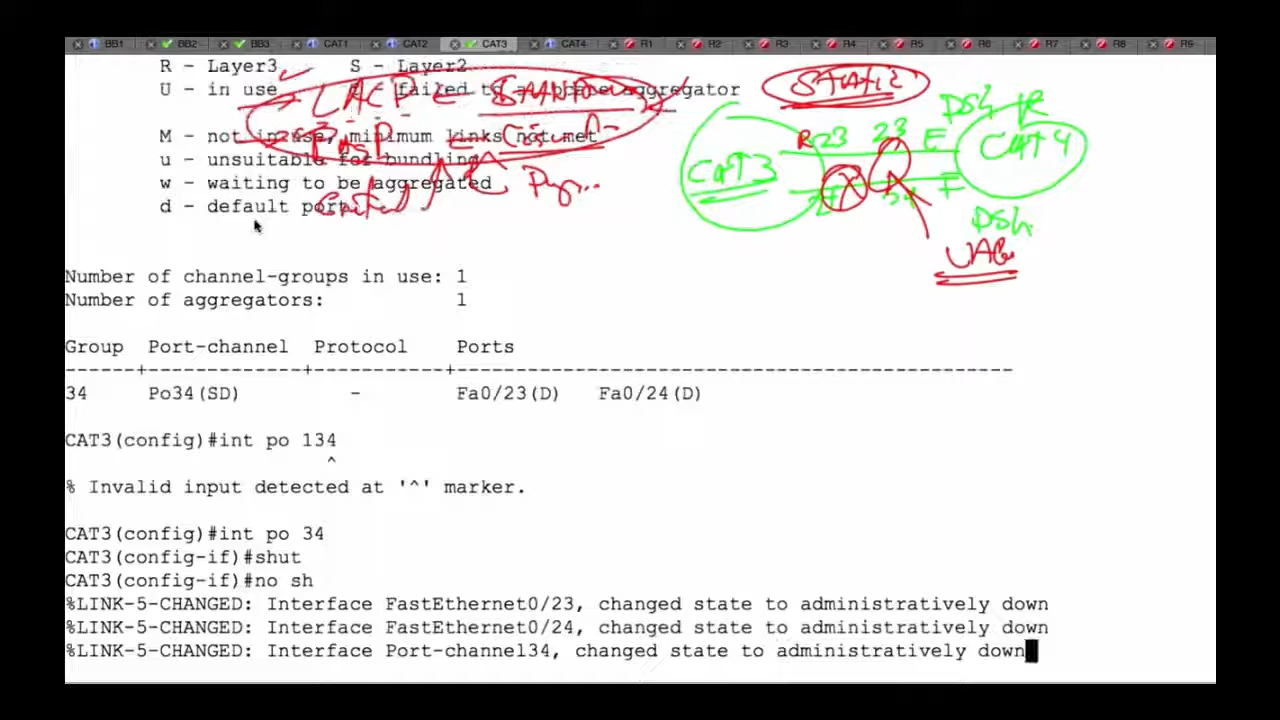 BB1 BB2 BB3 CAT1 CAT2 CAT3 CAT4 R1 R2 R3 R4 R5 R6 R7 R8 R9
R - Layer3 S - Layer2
U - in use failed to aggregator
M - not in use, minimum links not met
u - unsuitable for bundling
w - waiting to be aggregated
d - default port
LACP
STATIC
CAT3
R 23 23 E
CAT4
Number of channel-groups in use: 1
Number of aggregators: 1
Group Port-channel Protocol Ports
------+-------------+-----------+-----------------------------------------------
34 Po34(SD) - Fa0/23(D) Fa0/24(D)
CAT3(config)#int po 134
^
% Invalid input detected at '^' marker.
CAT3(config)#int po 34
CAT3(config-if)#shut
CAT3(config-if)#no sh
%LINK-5-CHANGED: Interface FastEthernet0/23, changed state to administratively down
%LINK-5-CHANGED: Interface FastEthernet0/24, changed state to administratively down
%LINK-5-CHANGED: Interface Port-channel34, changed state to administratively down